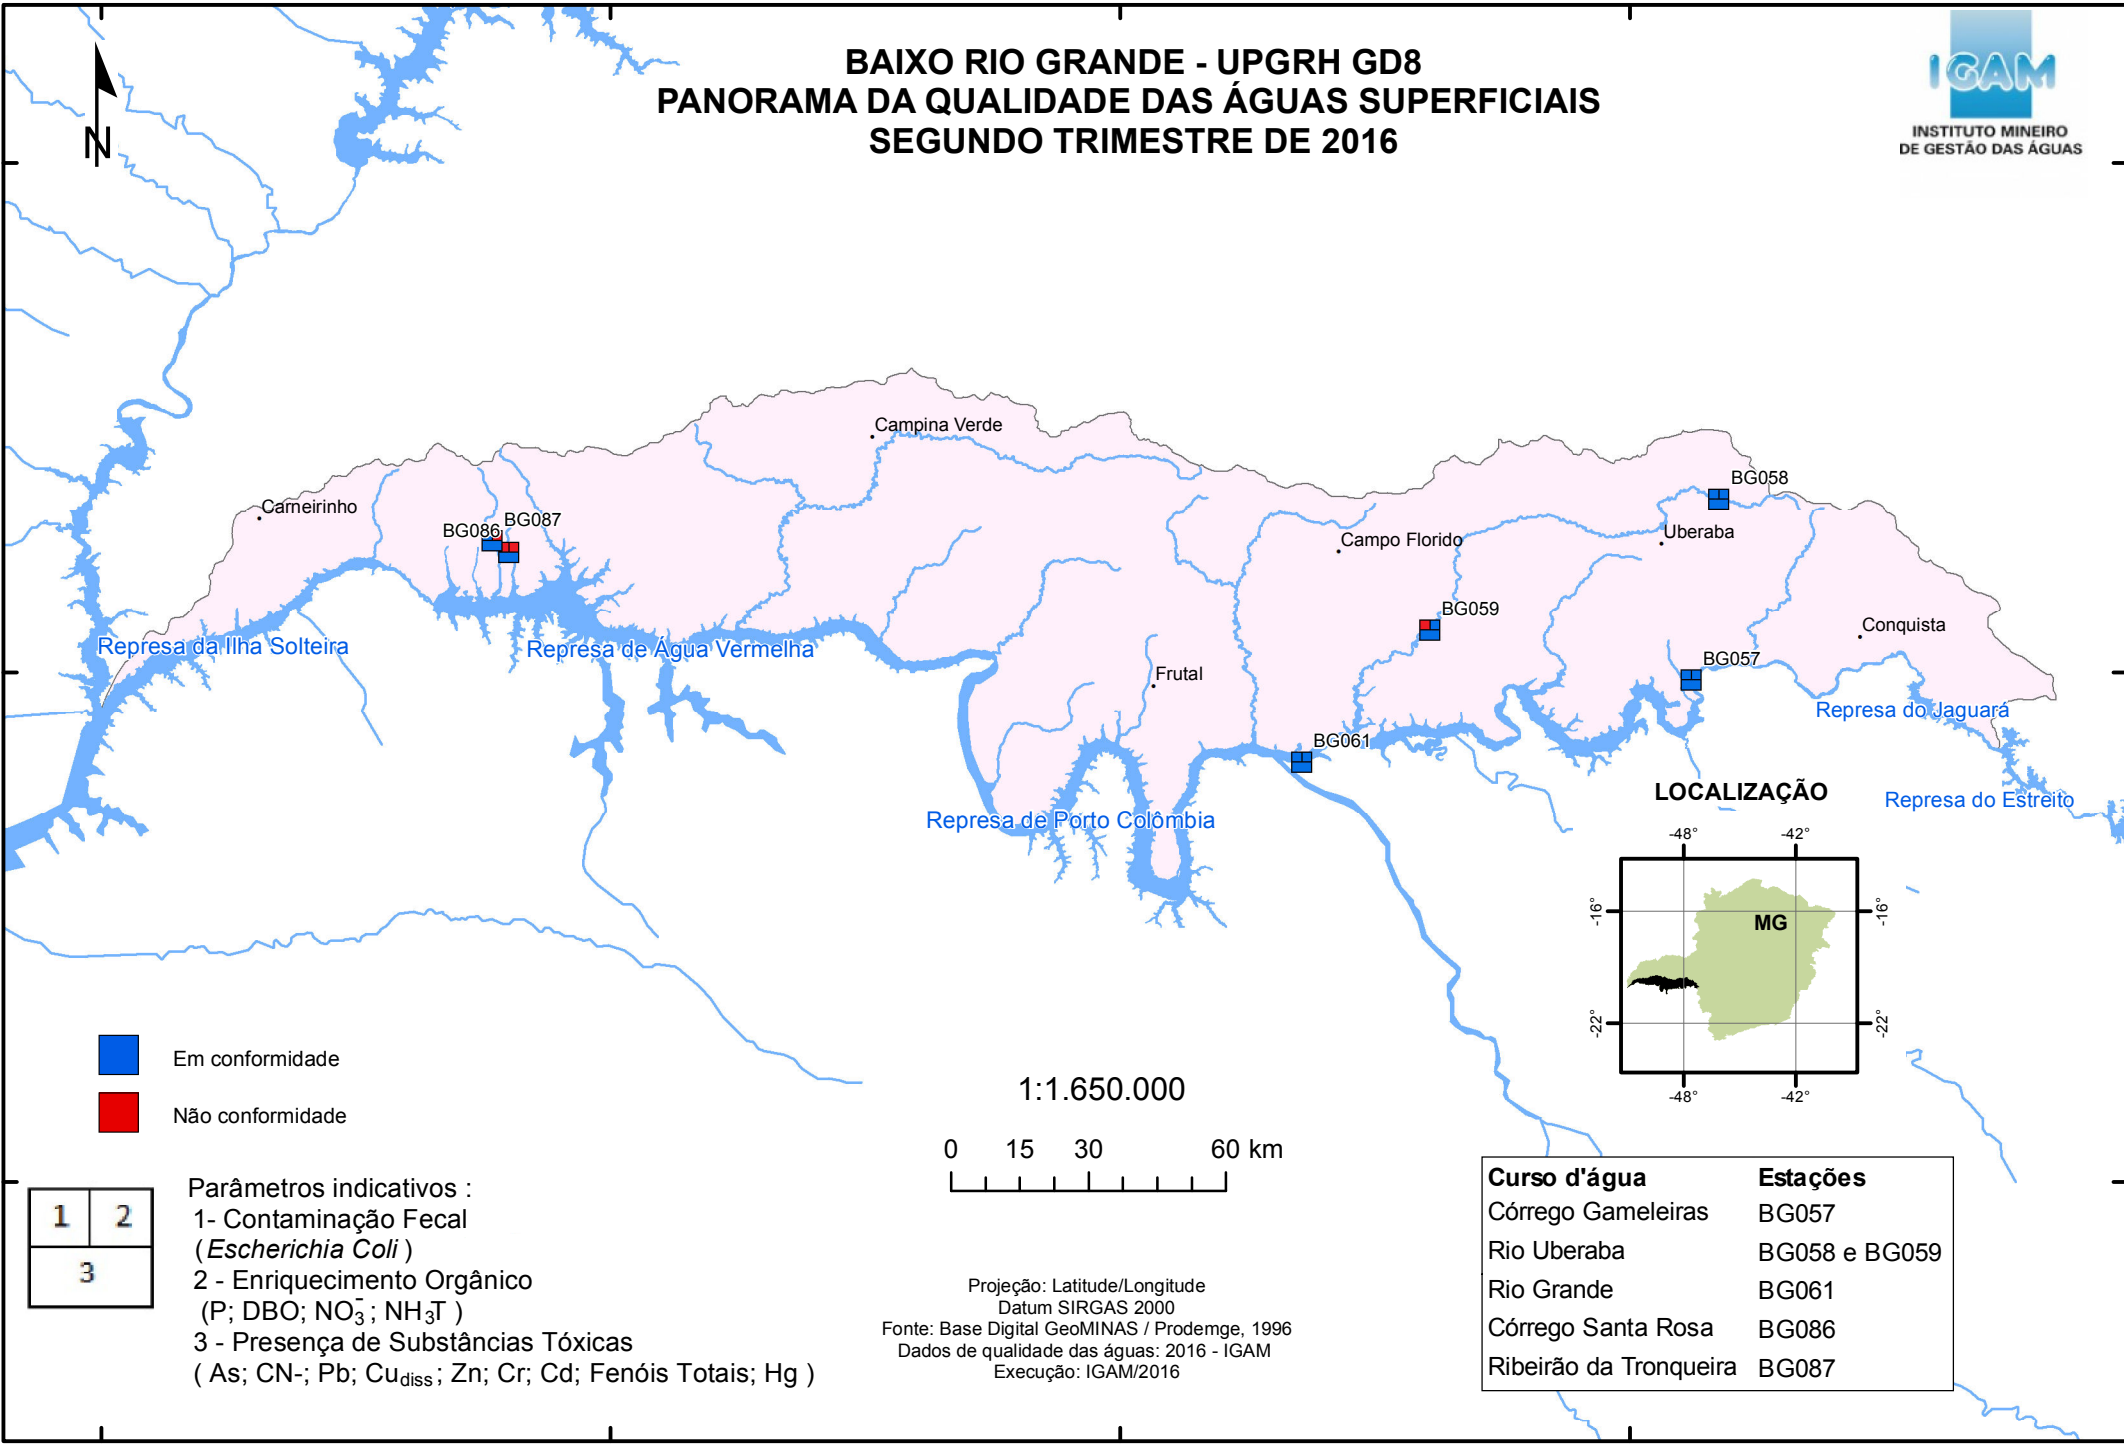 BAIXO RIO GRANDE - UPGRH GD8
PANORAMA DA QUALIDADE DAS ÁGUAS SUPERFICIAIS
SEGUNDO TRIMESTRE DE 2016
IGAM
INSTITUTO MINEIRO
DE GESTÃO DAS ÁGUAS
N
Campina Verde
Carneirinho
BG086
BG087
BG058
Uberaba
Campo Florido
BG059
Conquista
BG057
Frutal
BG061
Represa da Ilha Solteira
Represa de Água Vermelha
Represa do Jaguará
Represa de Porto Colômbia
Represa do Estreito
LOCALIZAÇÃO
-48° -42°
-16° -16°
MG
-22° -22°
-48° -42°
Em conformidade
Não conformidade
1 2
3
Parâmetros indicativos :
1- Contaminação Fecal
(Escherichia Coli )
2 - Enriquecimento Orgânico
(P; DBO; NO3-; NH3T )
3 - Presença de Substâncias Tóxicas
( As; CN-; Pb; Cudiss; Zn; Cr; Cd; Fenóis Totais; Hg )
1:1.650.000
0 15 30 60 km
Projeção: Latitude/Longitude
Datum SIRGAS 2000
Fonte: Base Digital GeoMINAS / Prodemge, 1996
Dados de qualidade das águas: 2016 - IGAM
Execução: IGAM/2016
Curso d'água Estações
Córrego Gameleiras BG057
Rio Uberaba BG058 e BG059
Rio Grande BG061
Córrego Santa Rosa BG086
Ribeirão da Tronqueira BG087